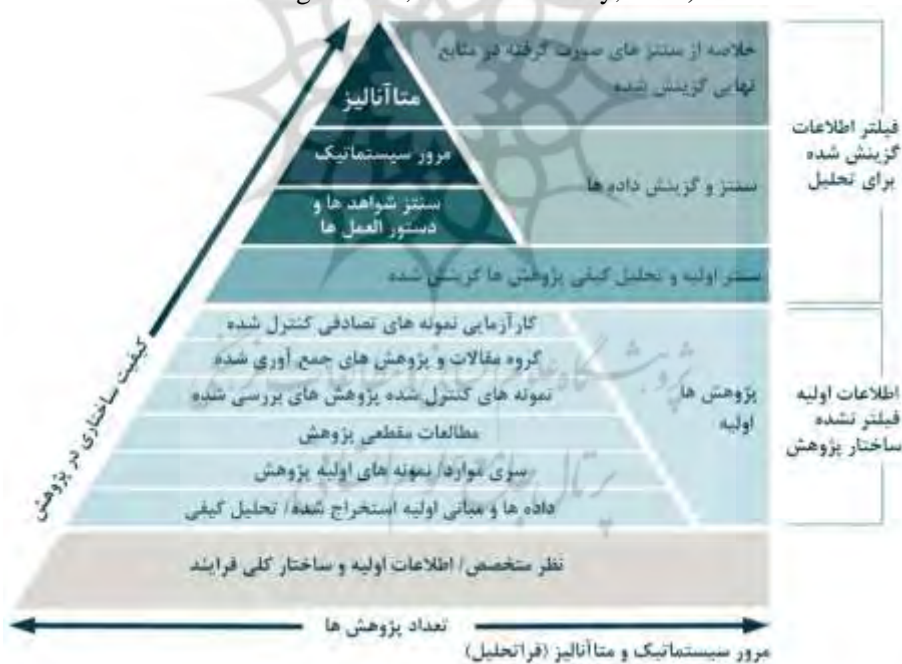 خلاصه از سنتز های صورت گرفته در منابع
نهایی گزینش شده
متاآنالیز
فیلتر اطلاعات
گزینش شده
برای تحلیل
مرور سیستماتیک
سنتز و گزینش داده ها
سنتز شواهد ها و
دستور العمل ها
سنتز اولیه و تحلیل کیفی پژوهش ها گزینش شده
کارآزمایی نمونه های تصادفی کنترل شده
گروه مقالات و پژوهش های جمع آوری شده
نمونه های کنترل شده پژوهش های بررسی شده
مطالعات مقطعی پژوهش
سری موارد/ نمونه های اولیه پژوهش
داده ها و مبانی اولیه استخراج شده/ تحلیل کیفی
پژوهش ها
اولیه
اطلاعات اولیه
فیلتر نشده
ساختار پژوهش
نظر متخصص/ اطلاعات اولیه و ساختار کلی فرایند
کیفیت ساختاری در پژوهش
تعداد پژوهش ها
مرور سیستماتیک و متاآنالیز (فراتحلیل)